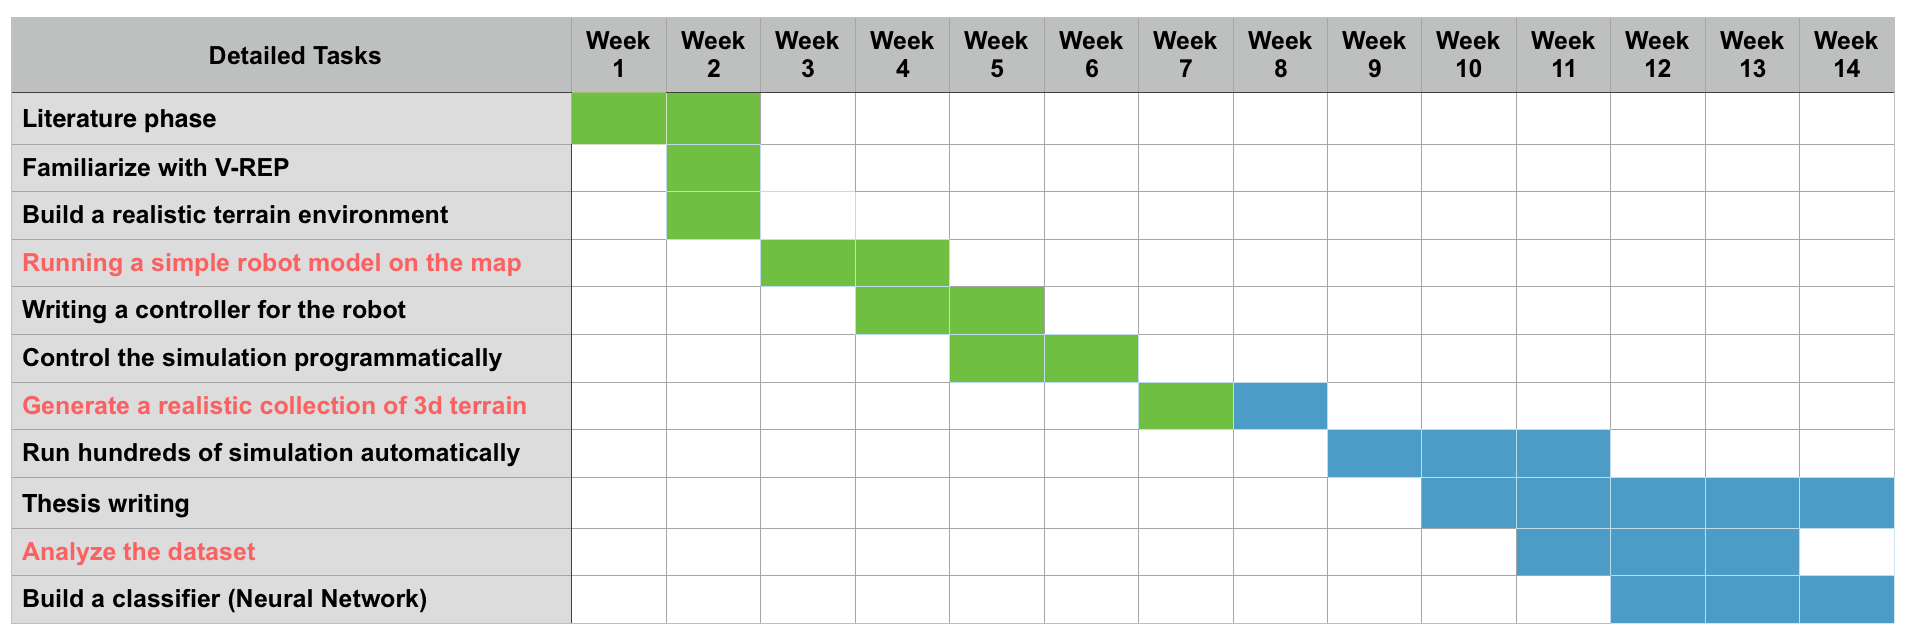 Detailed Tasks
Week 1
Week 2
Week 3
Week 4
Week 5
Week 6
Week 7
Week 8
Week 9
Week 10
Week 11
Week 12
Week 13
Week 14
Literature phase
Familiarize with V-REP
Build a realistic terrain environment
Running a simple robot model on the map
Writing a controller for the robot
Control the simulation programmatically
Generate a realistic collection of 3d terrain
Run hundreds of simulation automatically
Thesis writing
Analyze the dataset
Build a classifier (Neural Network)